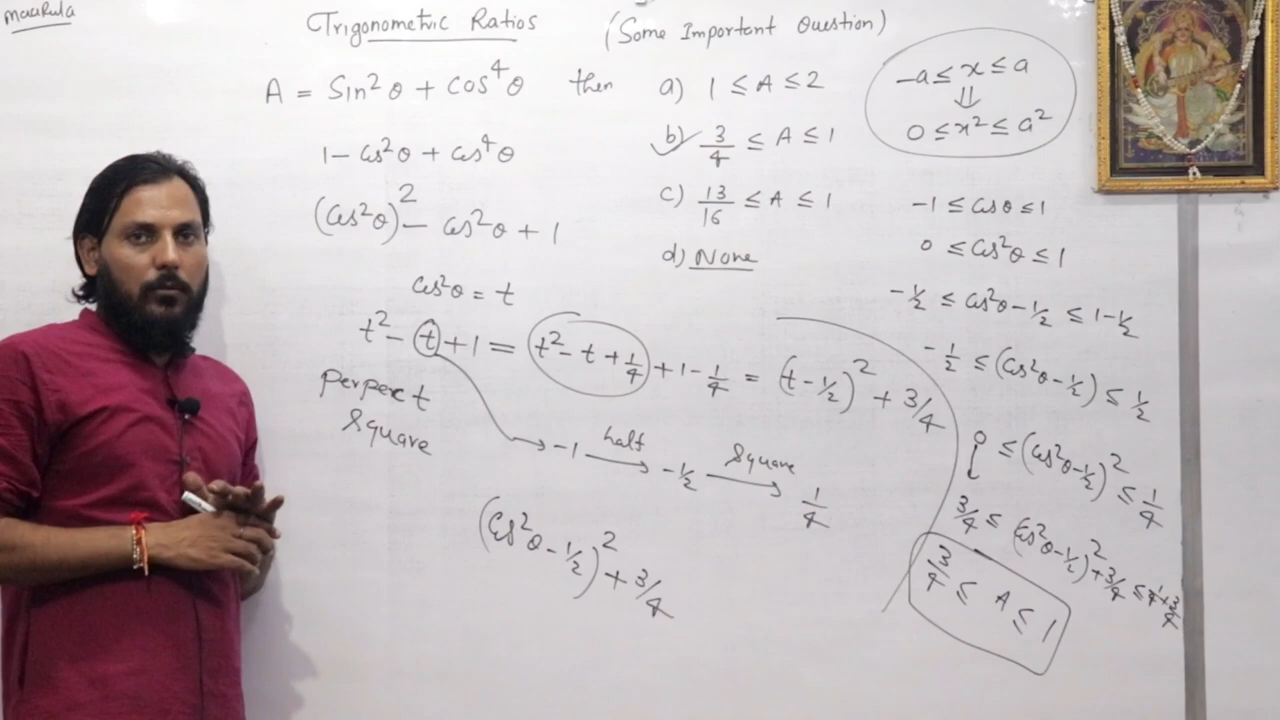 Maukula
Trigonometric Ratios (Some Important Question)
A = Sin²θ + cos⁴θ then
1 - cos²θ + cos⁴θ
(cos²θ)² - cos²θ + 1
cos²θ = t
t² - t + 1 = t² - t + 1/4 + 1 - 1/4 = (t - 1/2)² + 3/4
perpect
Square
-1 half -1/2 Square 1/4
(cos²θ - 1/2)² + 3/4
a) 1 ≤ A ≤ 2
b) 3/4 ≤ A ≤ 1
c) 13/16 ≤ A ≤ 1
d) None
-a ≤ x ≤ a
⇓
0 ≤ x² ≤ a²
-1 ≤ cosθ ≤ 1
0 ≤ cos²θ ≤ 1
-1/2 ≤ cos²θ - 1/2 ≤ 1 - 1/2
-1/2 ≤ (cos²θ - 1/2) ≤ 1/2
0 ≤ (cos²θ - 1/2)² ≤ 1/4
3/4 ≤ (cos²θ - 1/2)² + 3/4 ≤ 1/4 + 3/4
3/4 ≤ A ≤ 1